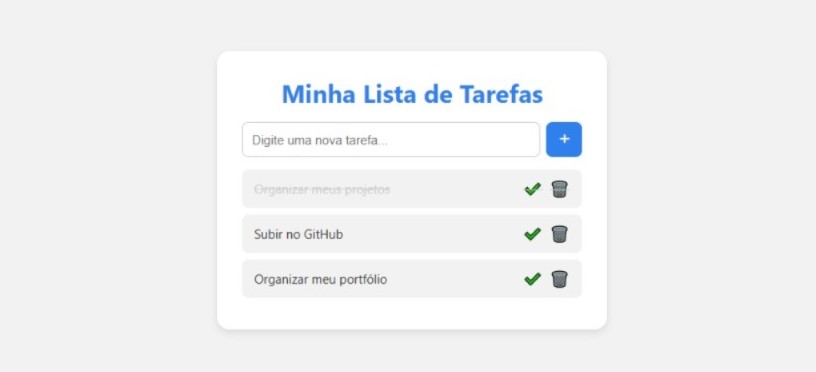 Minha Lista de Tarefas
Digite uma nova tarefa...
+
Organizar meus projetos
Subir no GitHub
Organizar meu portfólio